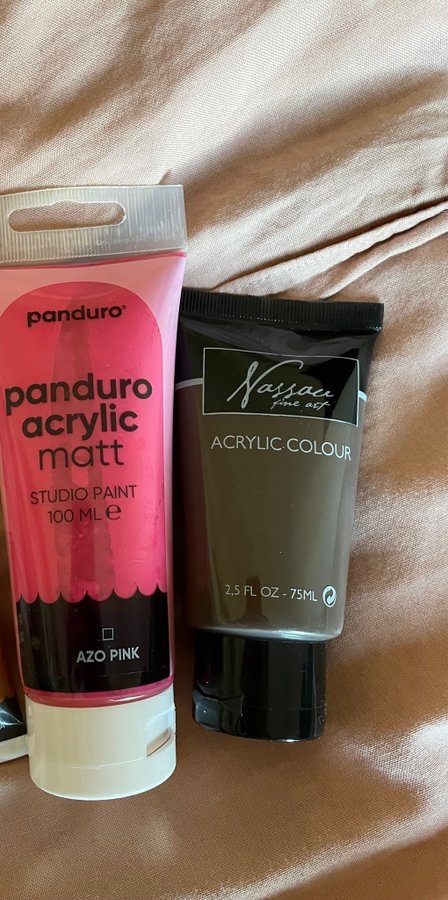 panduro®
panduro
acrylic
matt
STUDIO PAINT
100 ML e
AZO PINK
Nassau
fine art
ACRYLIC COLOUR
2,5 FL OZ - 75ML